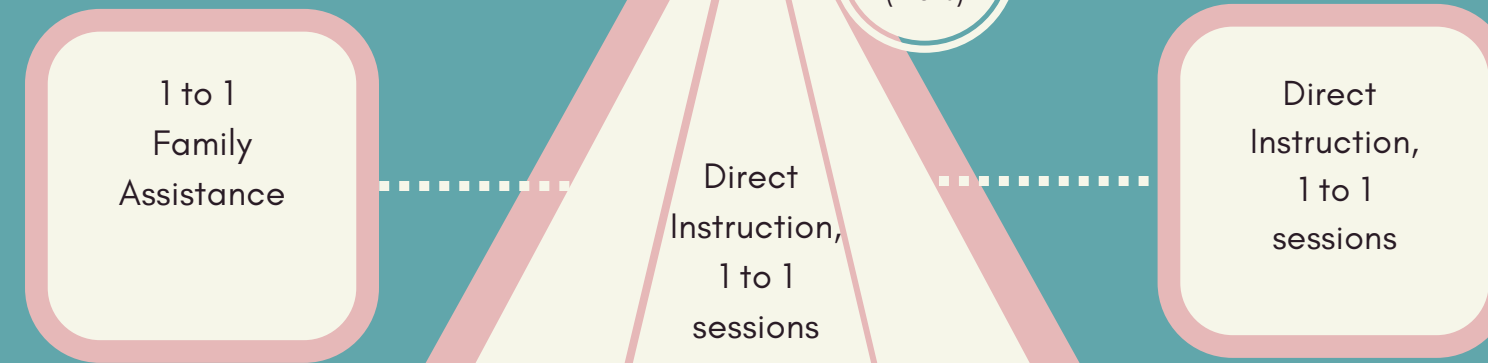 1 to 1
Family
Assistance
Direct
Instruction,
1 to 1
sessions
Direct
Instruction,
1 to 1
sessions